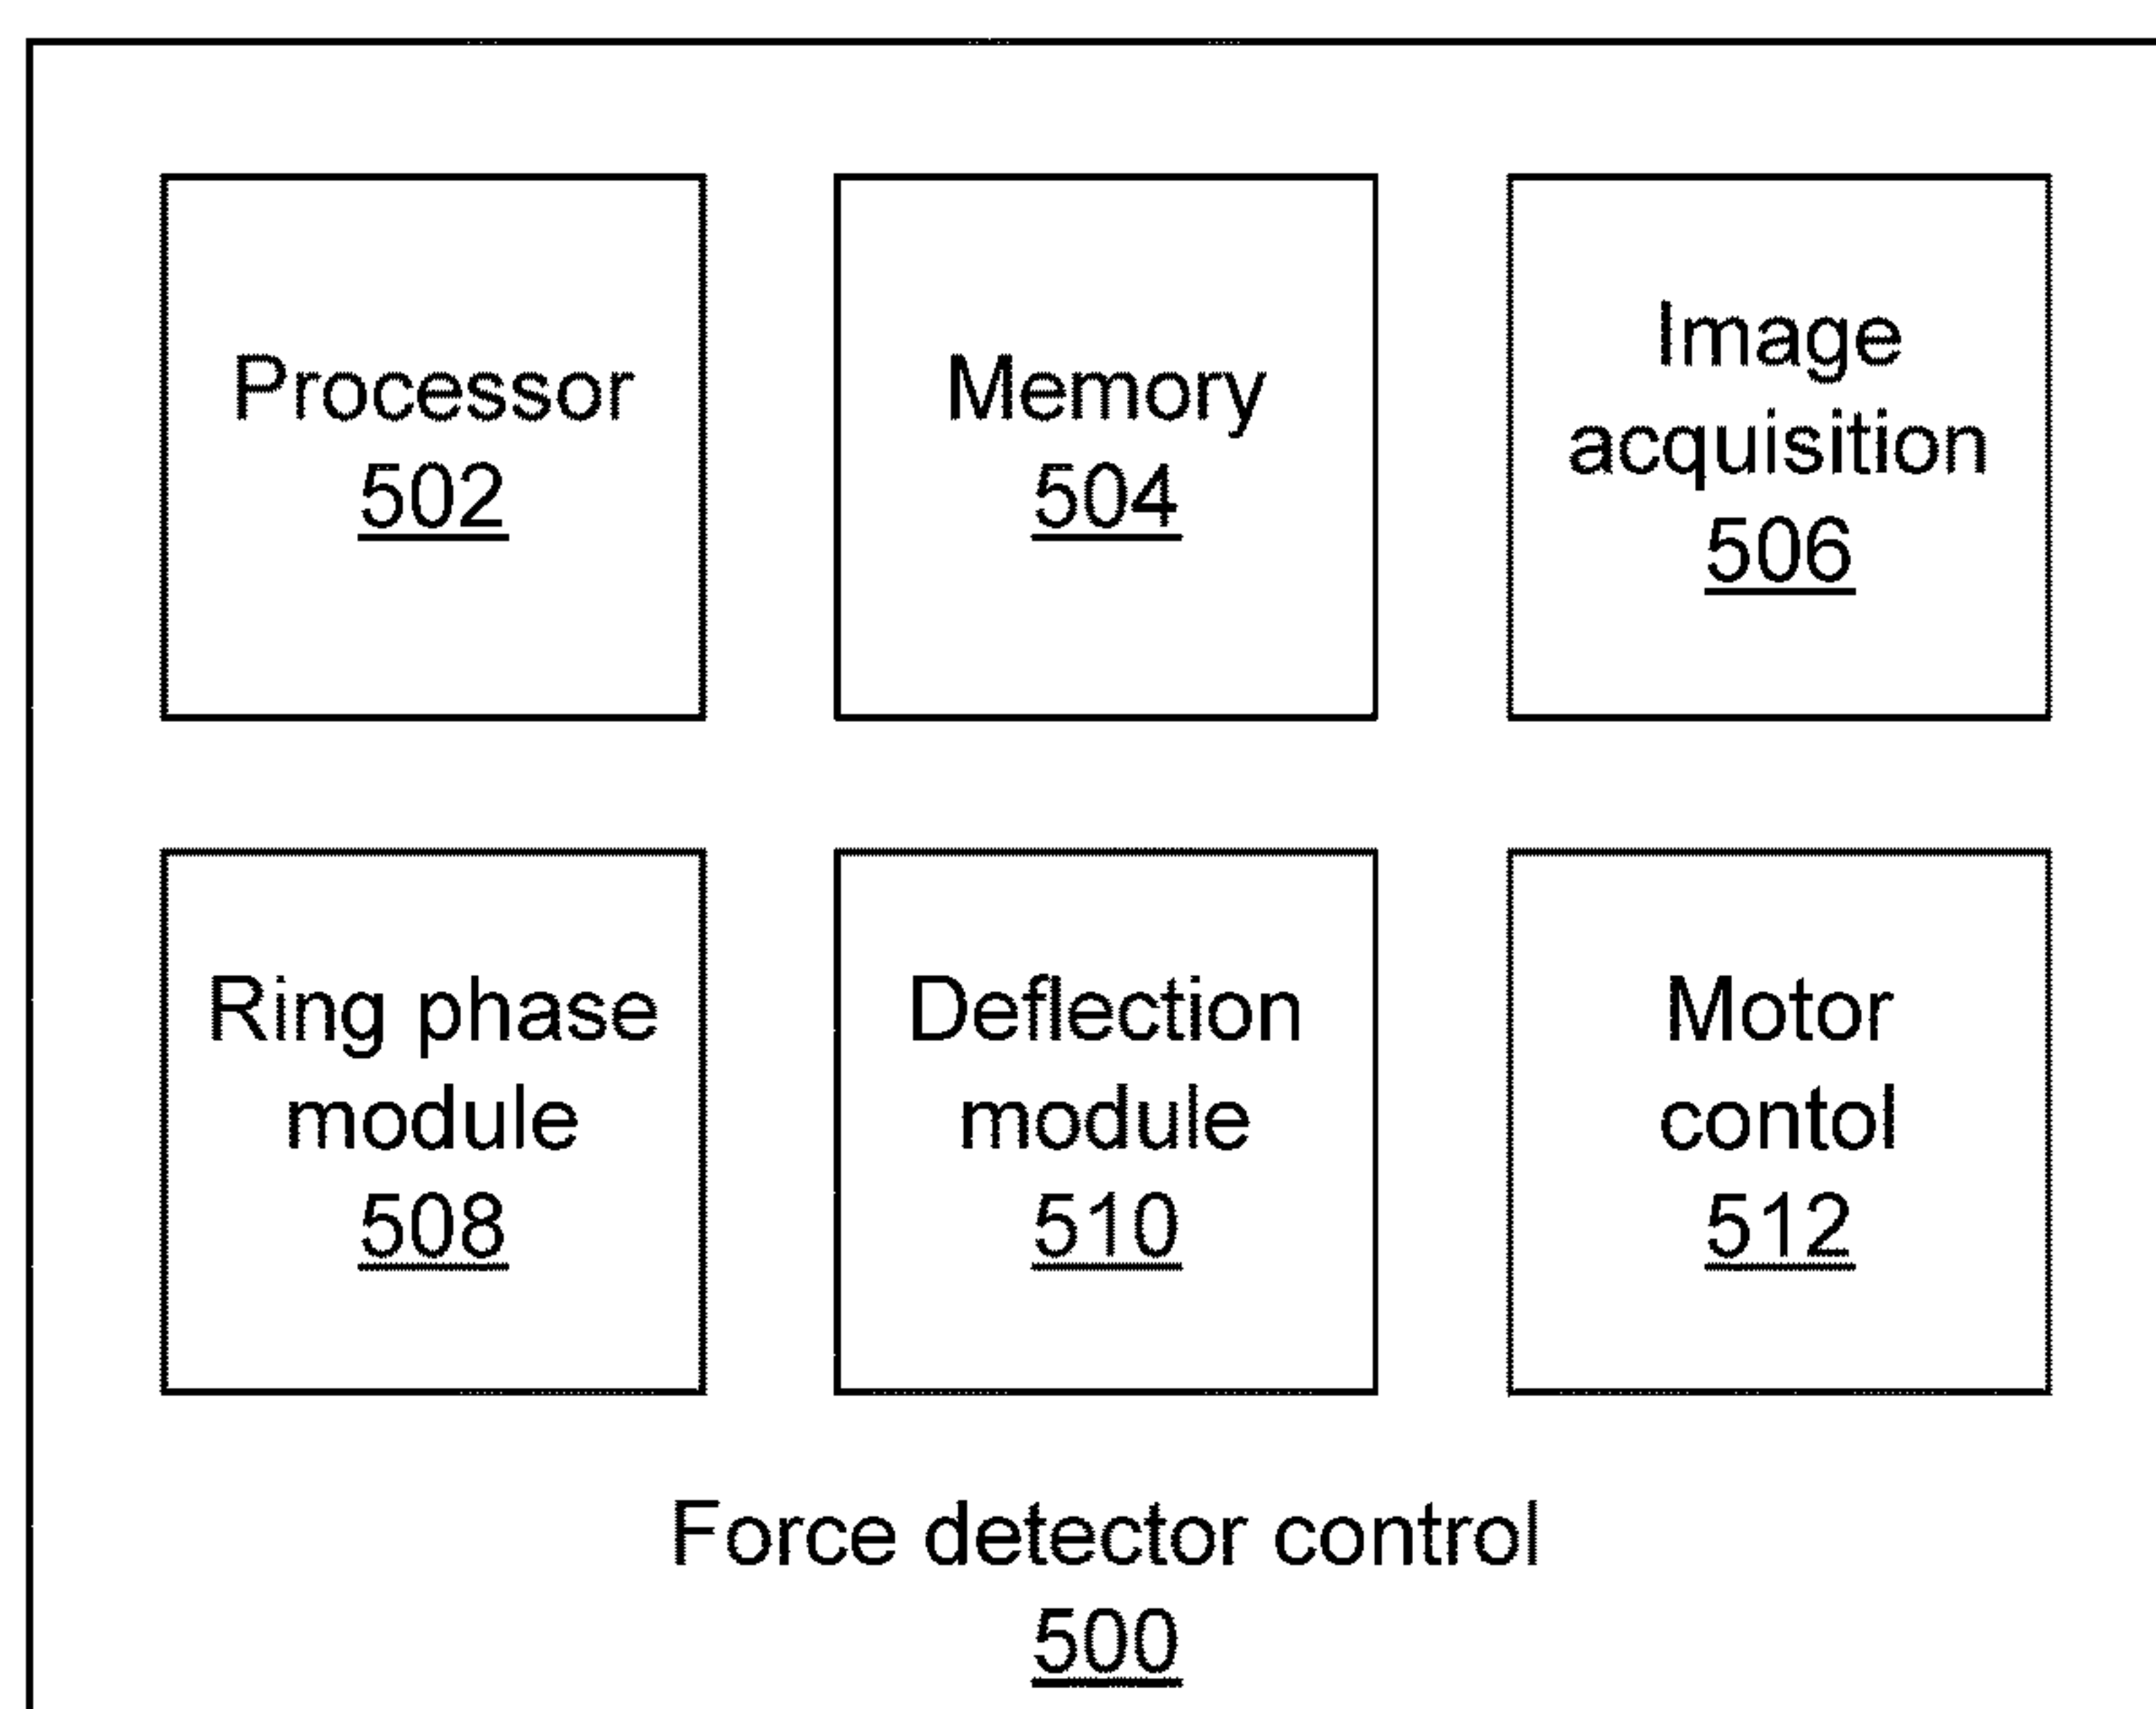 Processor
502
Memory
504
Image
acquisition
506
Ring phase
module
508
Deflection
module
510
Motor
contol
512
Force detector control
500